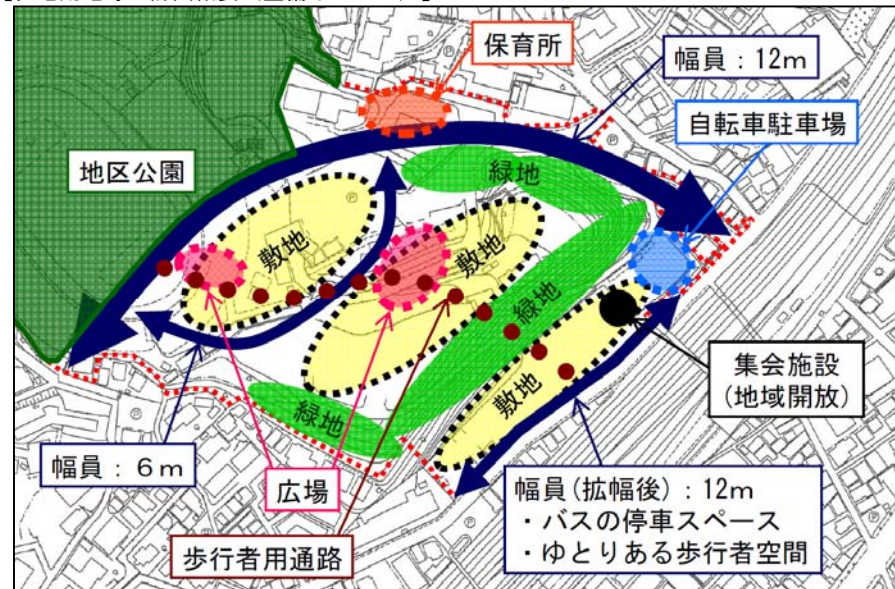 保育所
幅員：12m
自転車駐車場
地区公園
緑地
敷地
敷地
緑地
敷地
緑地
集会施設
(地域開放)
幅員：6m
広場
歩行者用通路
幅員(拡幅後)：12m
・バスの停車スペース
・ゆとりある歩行者空間